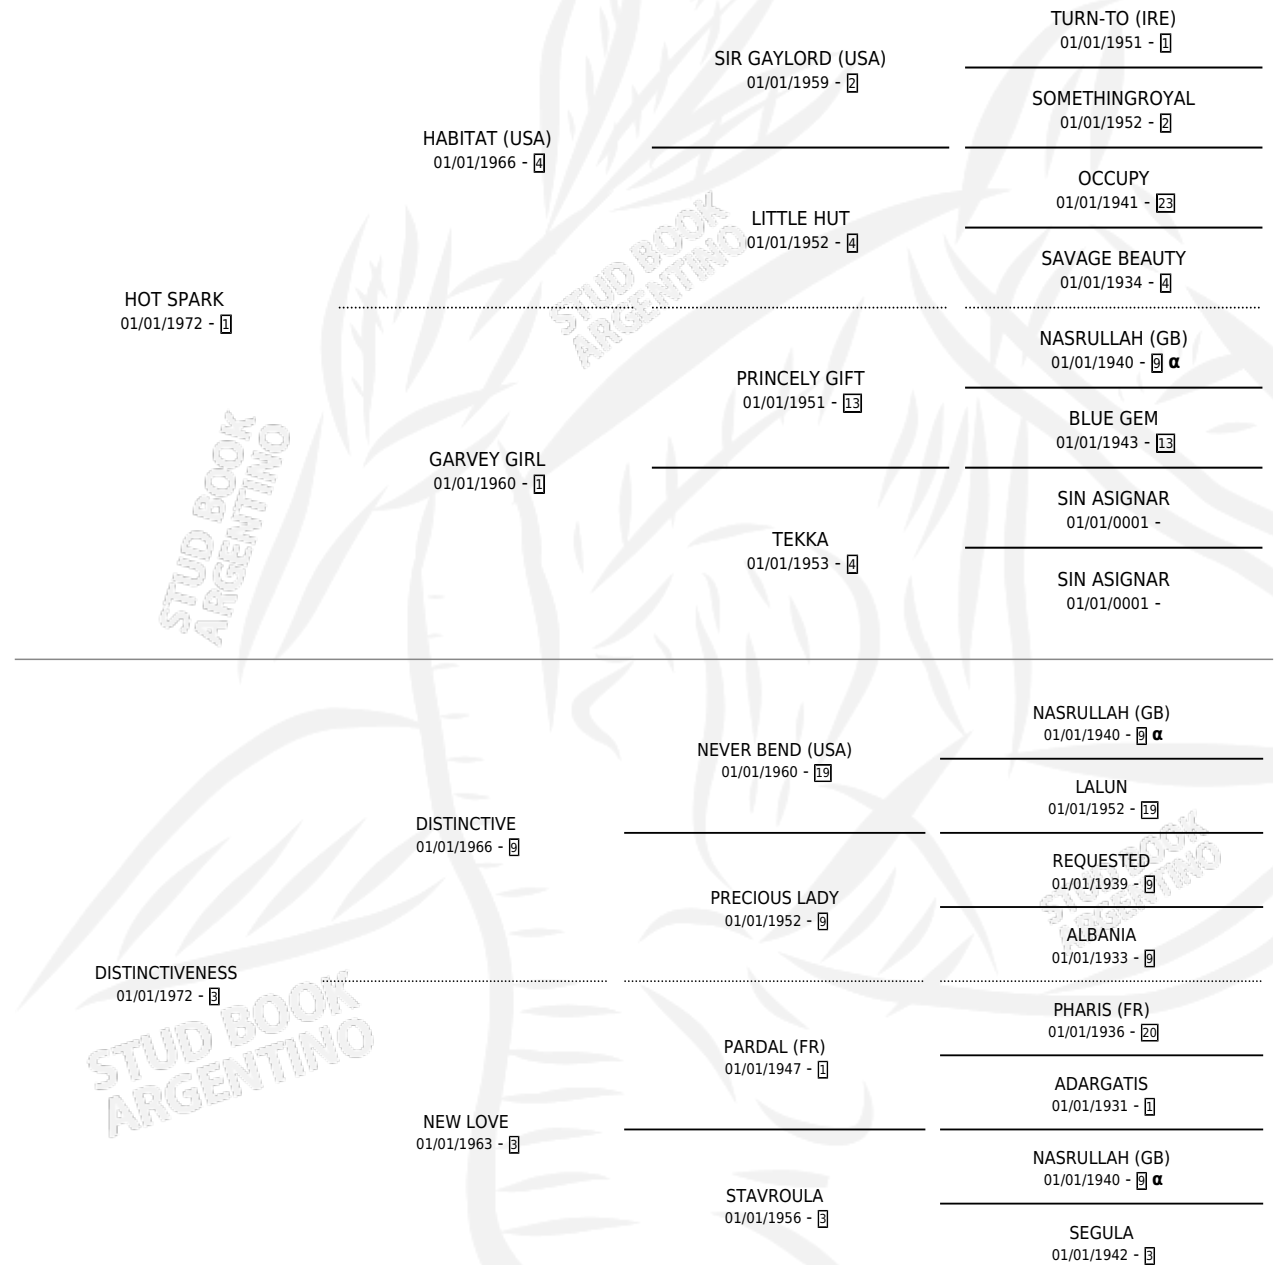 TURN-TO (IRE)
01/01/1951 - 1
SIR GAYLORD (USA)
01/01/1959 - 2
SOMETHINGROYAL
01/01/1952 - 2
HABITAT (USA)
01/01/1966 - 4
OCCUPY
01/01/1941 - 23
LITTLE HUT
01/01/1952 - 4
SAVAGE BEAUTY
01/01/1934 - 4
STUD BOOK
ARGENTINO
HOT SPARK
01/01/1972 - 1
NASRULLAH (GB)
01/01/1940 - 9 α
PRINCELY GIFT
01/01/1951 - 13
BLUE GEM
01/01/1943 - 13
GARVEY GIRL
01/01/1960 - 1
SIN ASIGNAR
01/01/0001 -
TEKKA
01/01/1953 - 4
SIN ASIGNAR
01/01/0001 -
STUD BOOK
ARGENTINO
NASRULLAH (GB)
01/01/1940 - 9 α
NEVER BEND (USA)
01/01/1960 - 19
LALUN
01/01/1952 - 19
DISTINCTIVE
01/01/1966 - 9
REQUESTED
01/01/1939 - 9
PRECIOUS LADY
01/01/1952 - 9
ALBANIA
01/01/1933 - 9
STUD BOOK
ARGENTINO
DISTINCTIVENESS
01/01/1972 - 3
PHARIS (FR)
01/01/1936 - 20
PARDAL (FR)
01/01/1947 - 1
ADARGATIS
01/01/1931 - 1
NEW LOVE
01/01/1963 - 3
NASRULLAH (GB)
01/01/1940 - 9 α
STAVROULA
01/01/1956 - 3
SEGULA
01/01/1942 - 3
STUD BOOK
ARGENTINO